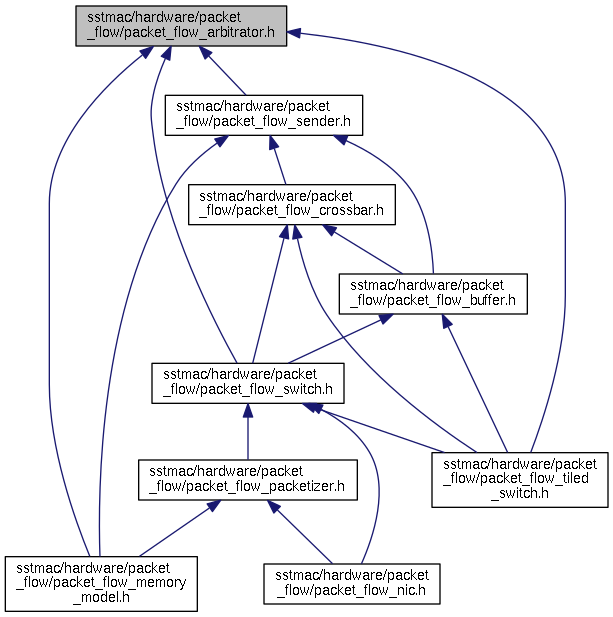 sstmac/hardware/packet
_flow/packet_flow_arbitrator.h
sstmac/hardware/packet
_flow/packet_flow_sender.h
sstmac/hardware/packet
_flow/packet_flow_crossbar.h
sstmac/hardware/packet
_flow/packet_flow_buffer.h
sstmac/hardware/packet
_flow/packet_flow_switch.h
sstmac/hardware/packet
_flow/packet_flow_packetizer.h
sstmac/hardware/packet
_flow/packet_flow_tiled
_switch.h
sstmac/hardware/packet
_flow/packet_flow_memory
_model.h
sstmac/hardware/packet
_flow/packet_flow_nic.h